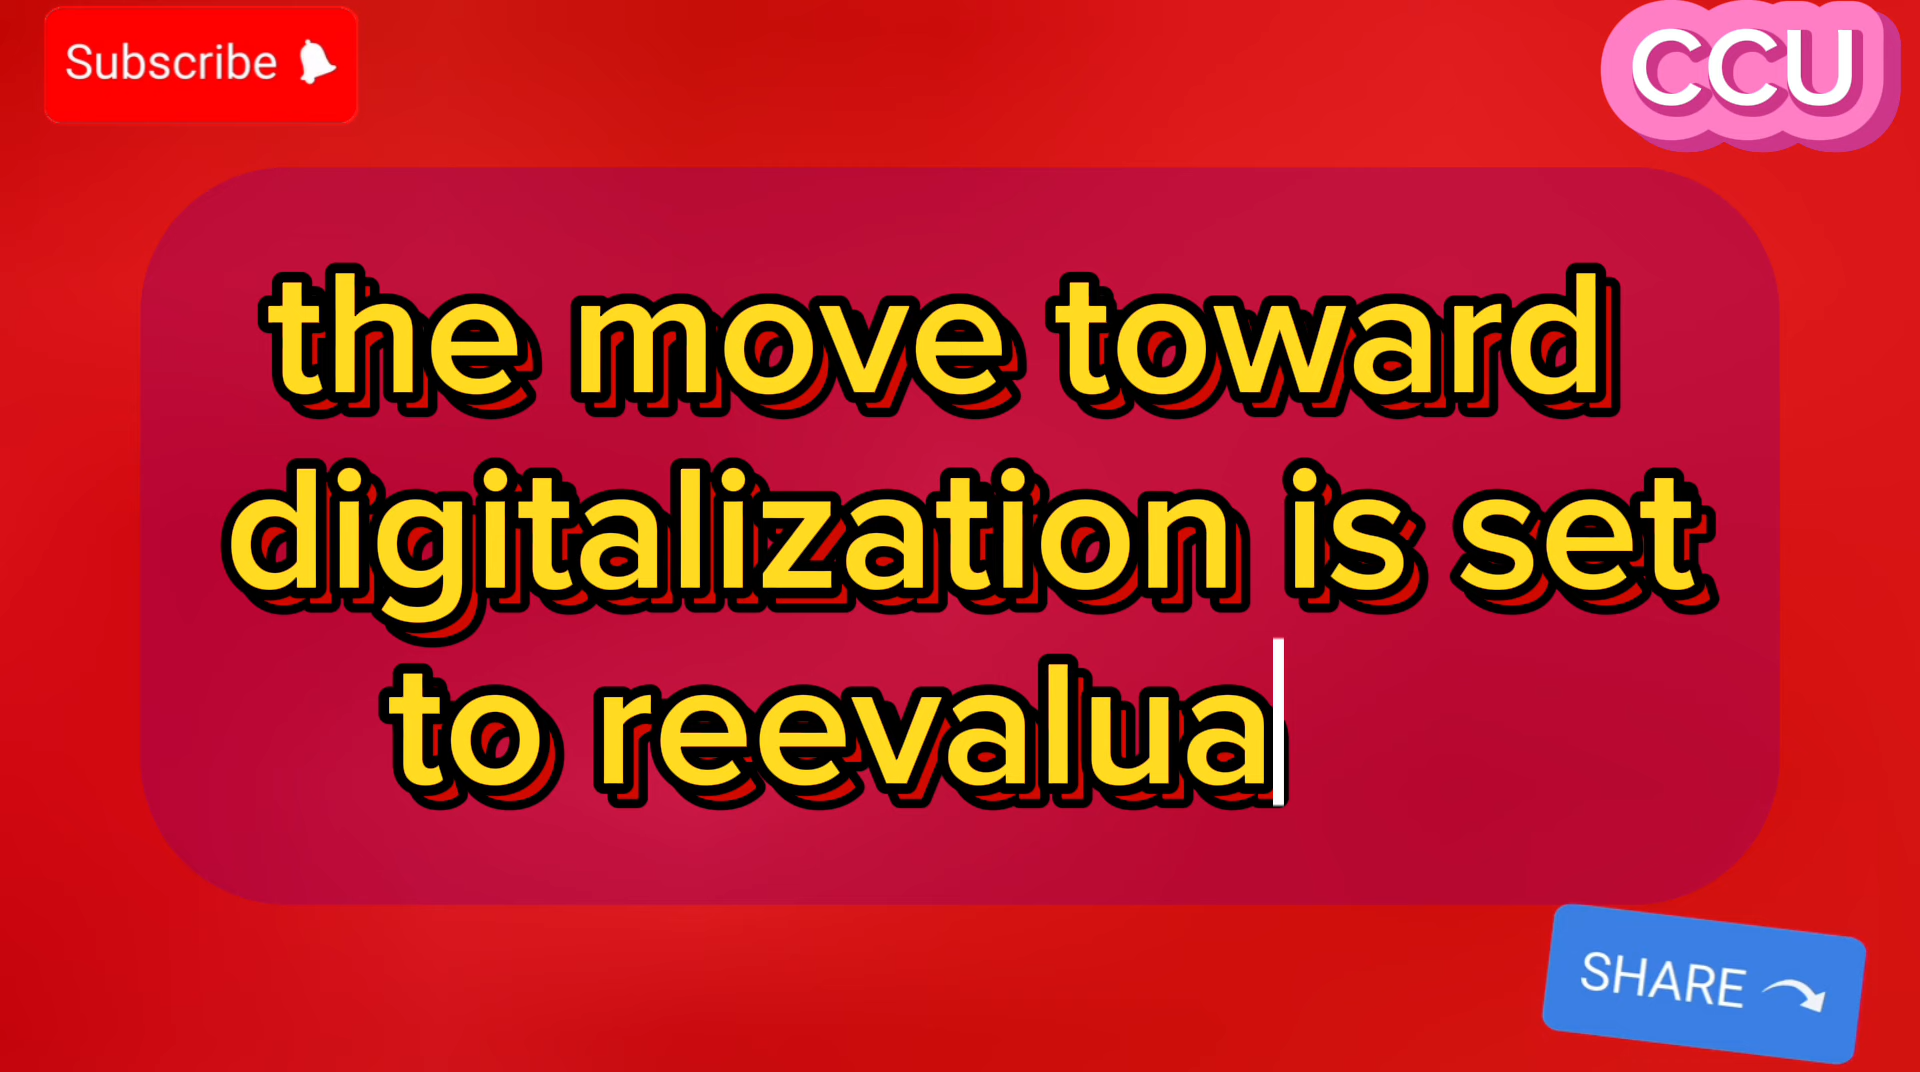 Subscribe
CCU
the move toward
digitalization is set
to reevalua
SHARE